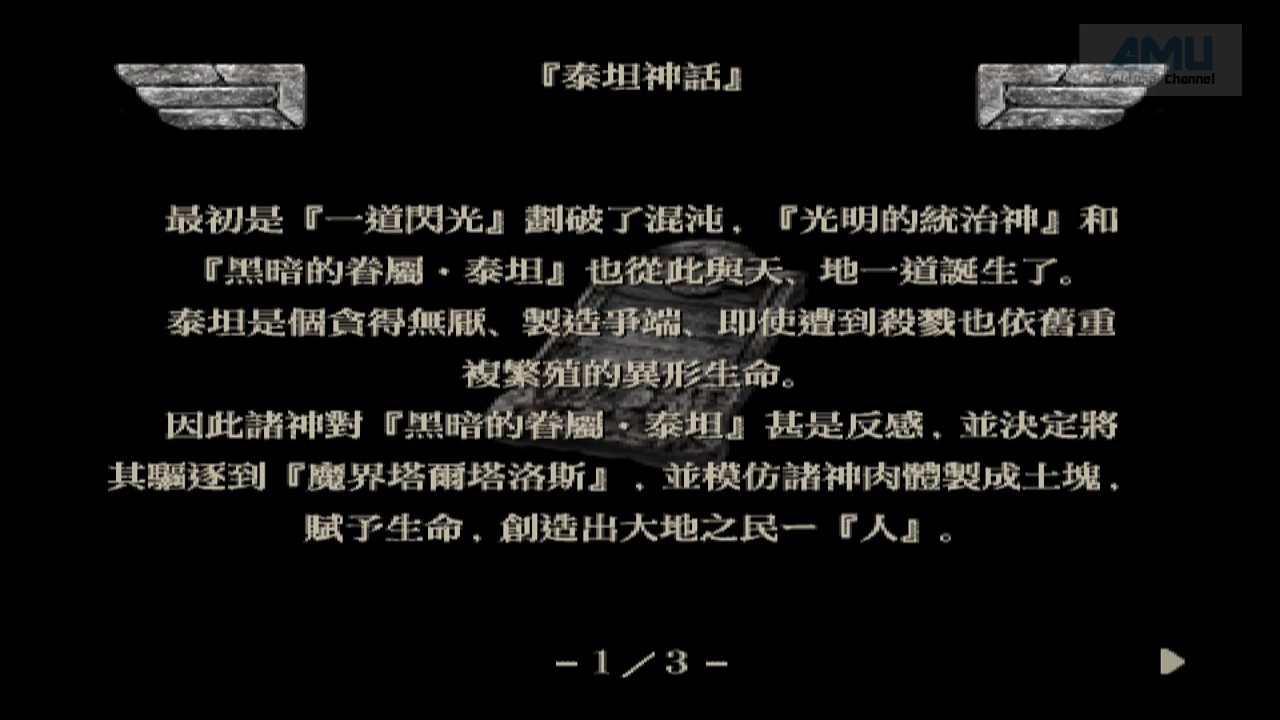 AMU
YouTube Channel
『泰坦神話』
最初是『一道閃光』劃破了混沌，『光明的統治神』和
『黑暗的眷屬・泰坦』也從此與天、地一道誕生了。
泰坦是個貪得無厭、製造爭端、即使遭到殺戮也依舊重
複繁殖的異形生命。
因此諸神對『黑暗的眷屬・泰坦』甚是反感，並決定將
其驅逐到『魔界塔爾塔洛斯』，並模仿諸神肉體製成土塊，
賦予生命，創造出大地之民ー『人』。
－1／3－